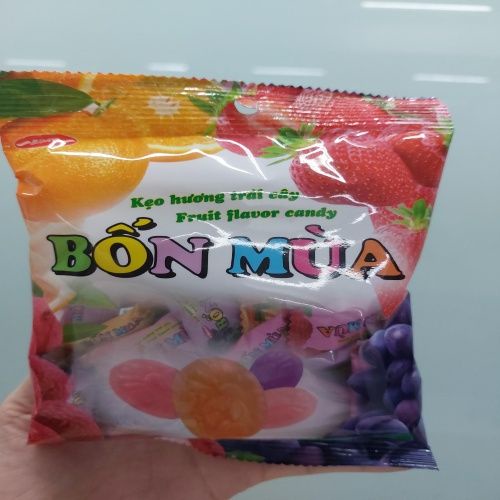 Kẹo hương trái cây
Fruit flavor candy
BỐN MÙA